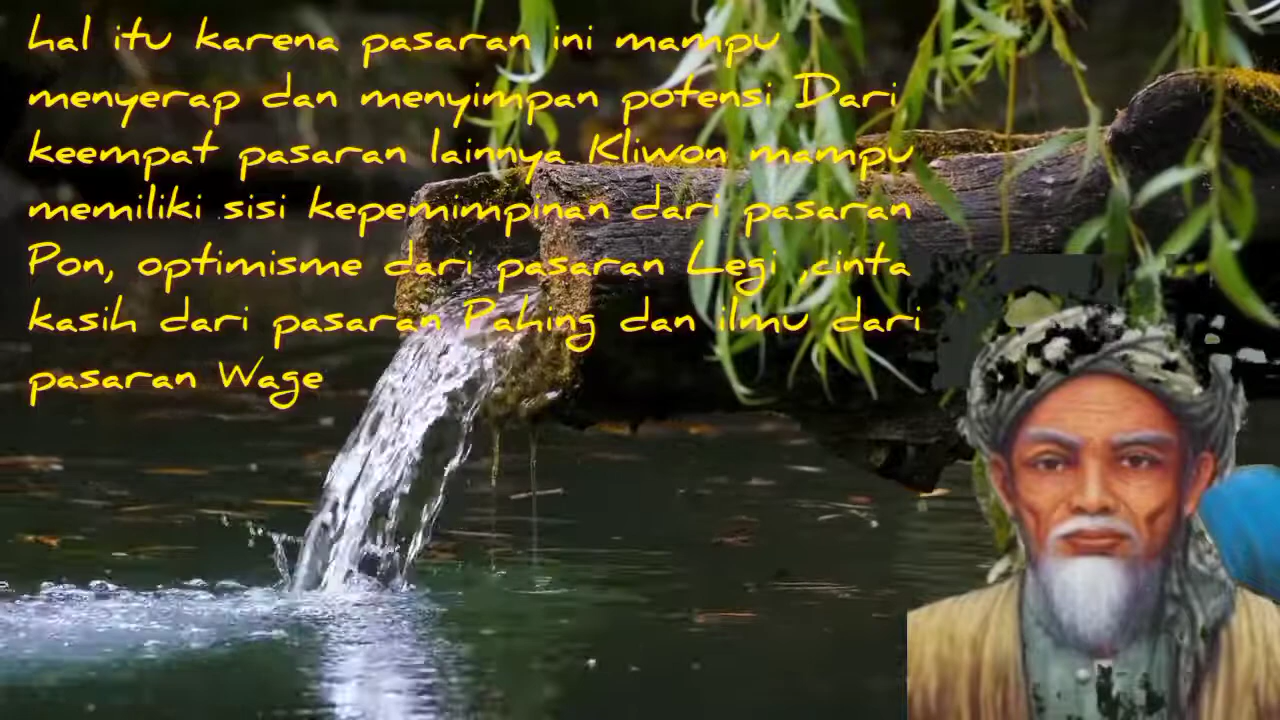 hal itu karena pasaran ini mampu
menyerap dan menyimpan potensi Dari
keempat pasaran lainnya Kliwon mampu
memiliki sisi kepemimpinan dari pasaran
Pon, optimisme dari pasaran Legi ,cinta
kasih dari pasaran Pahing dan ilmu dari
pasaran Wage